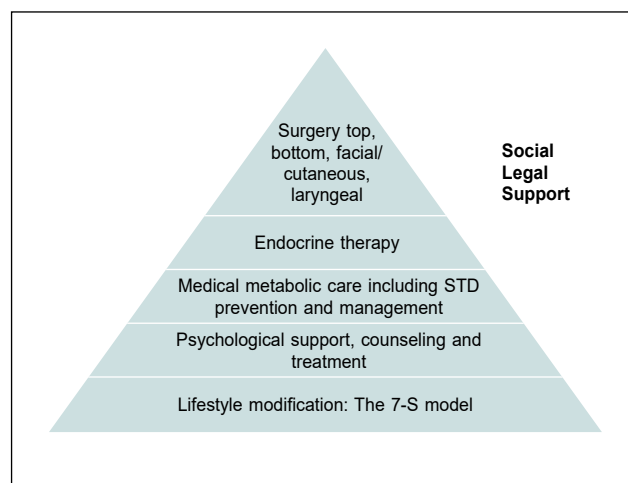 Surgery top,
bottom, facial/
cutaneous,
laryngeal
Social
Legal
Support
Endocrine therapy
Medical metabolic care including STD
prevention and management
Psychological support, counseling and
treatment
Lifestyle modification: The 7-S model